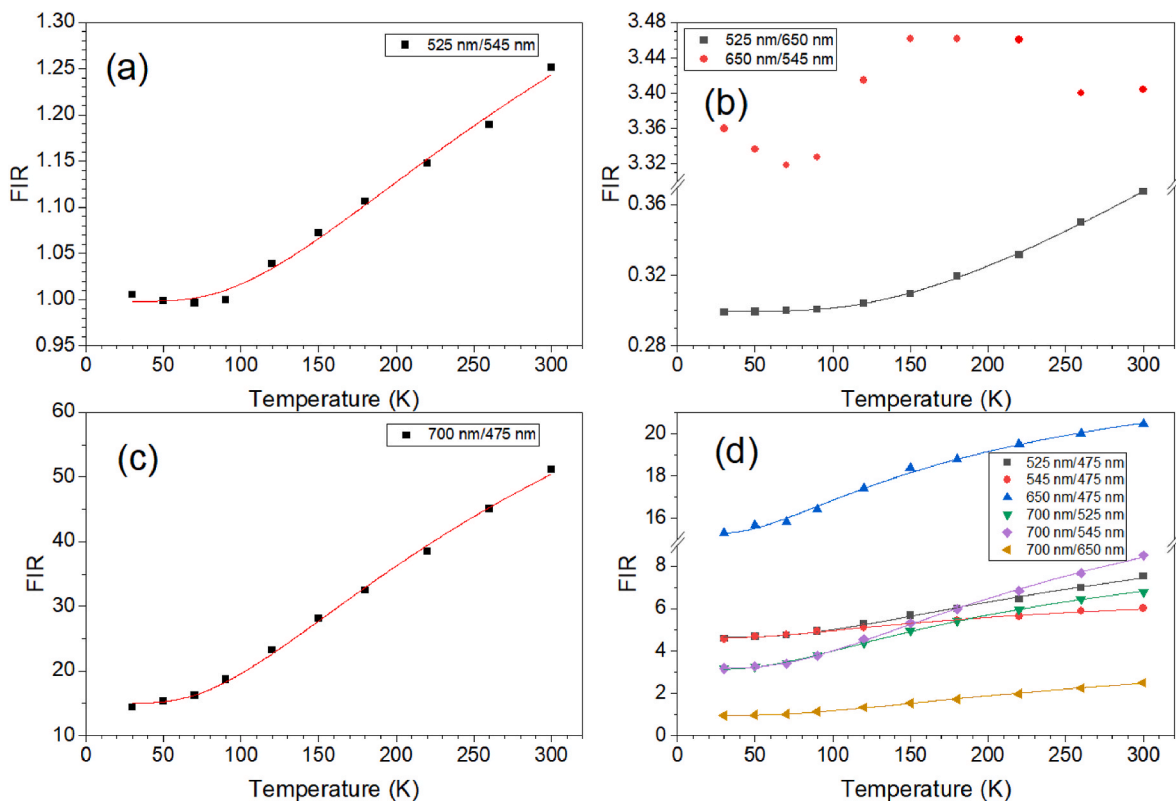 (a)
525 nm/545 nm
FIR
1.30
1.25
1.20
1.15
1.10
1.05
1.00
0.95
0 50 100 150 200 250 300
Temperature (K)
(b)
525 nm/650 nm
650 nm/545 nm
FIR
3.48
3.44
3.40
3.36
3.32
0.36
0.32
0.28
0 50 100 150 200 250 300
Temperature (K)
(c)
700 nm/475 nm
FIR
60
50
40
30
20
10
0 50 100 150 200 250 300
Temperature (K)
(d)
525 nm/475 nm
545 nm/475 nm
650 nm/475 nm
700 nm/525 nm
700 nm/545 nm
700 nm/650 nm
FIR
20
18
16
8
6
4
2
0
0 50 100 150 200 250 300
Temperature (K)